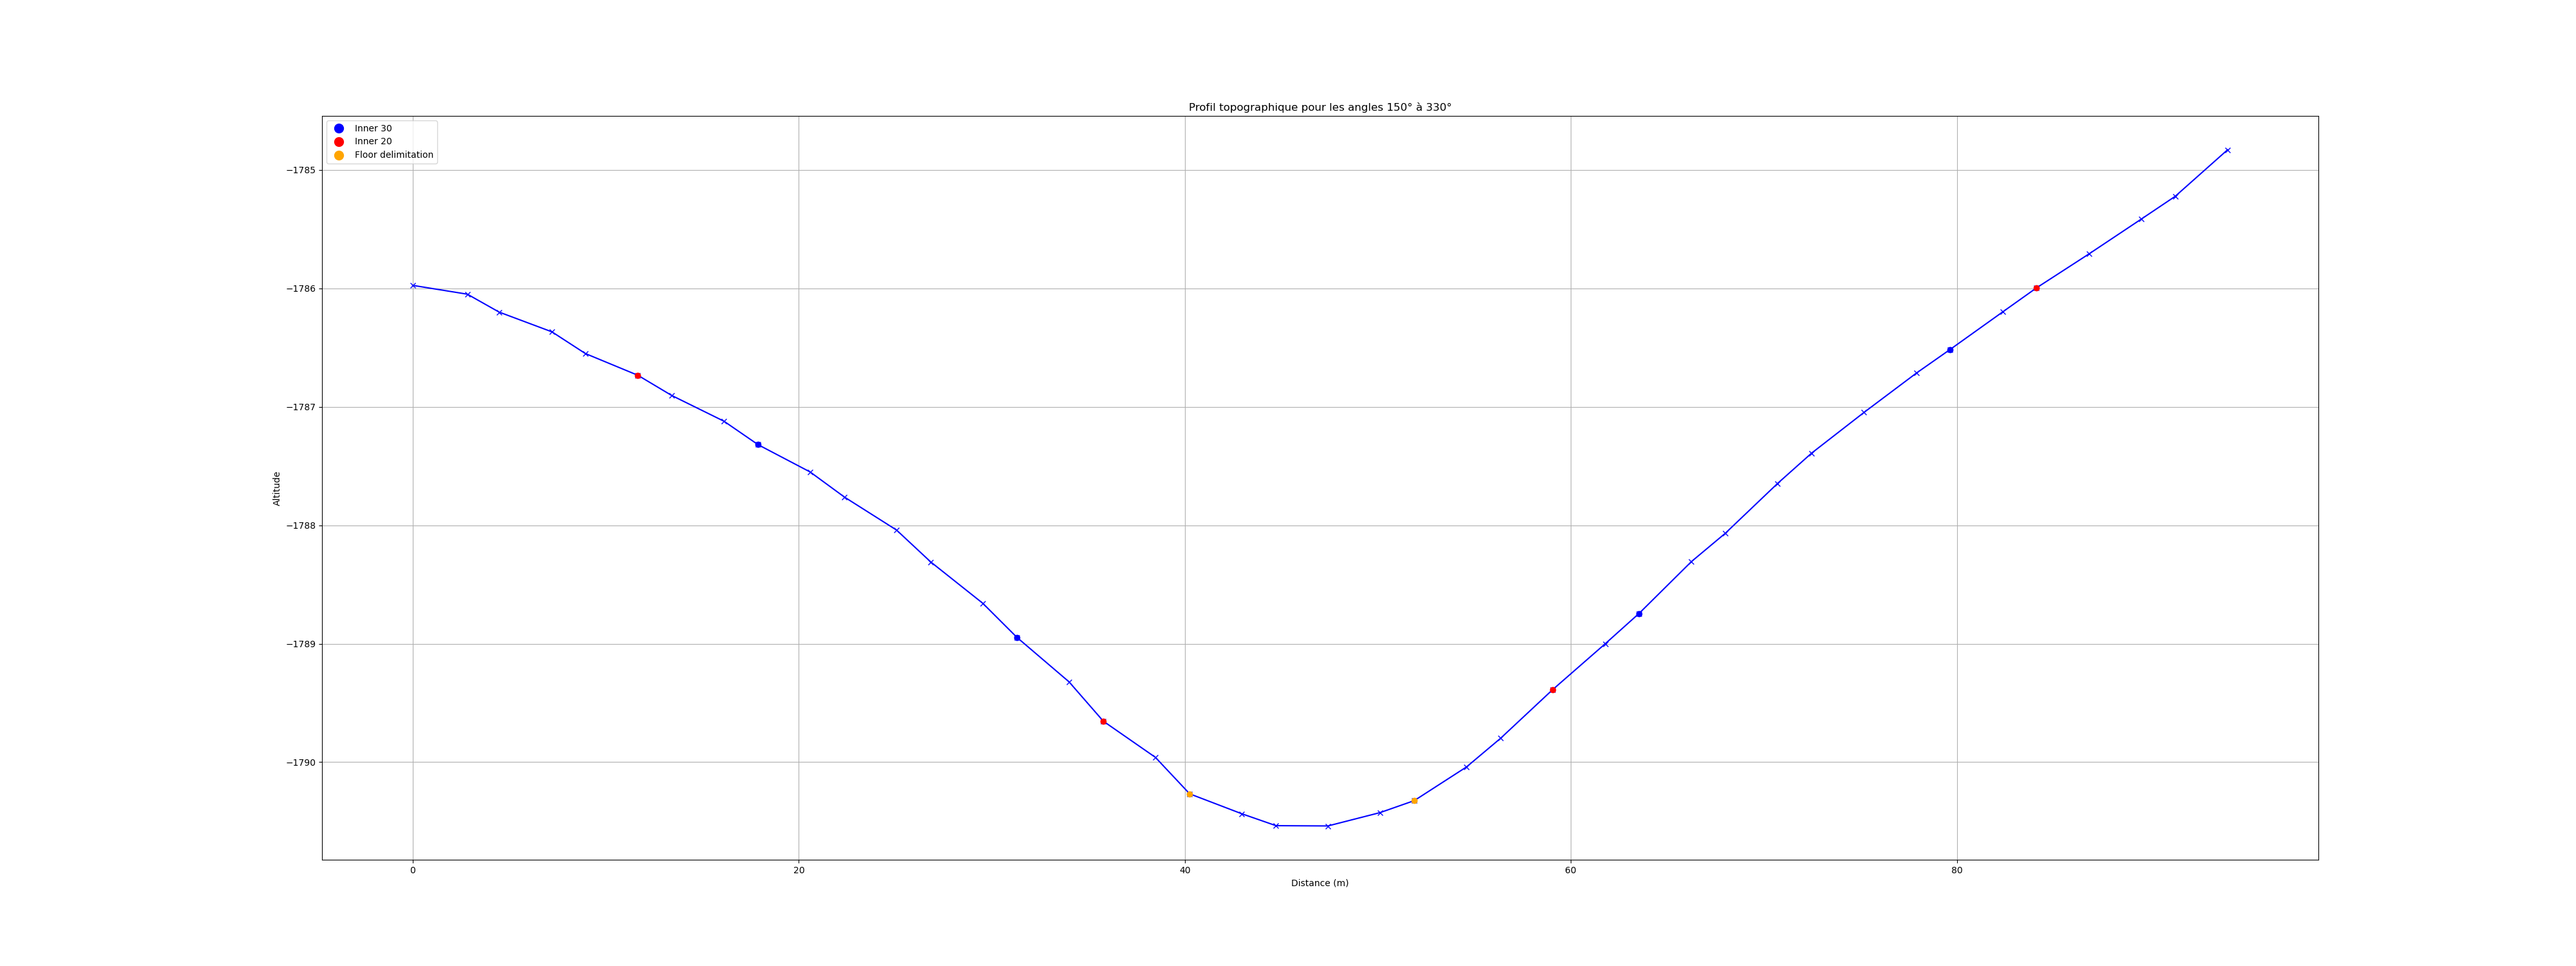 Profil topographique pour les angles 150° à 330°
Inner 30
Inner 20
Floor delimitation
−1785
−1786
−1787
−1788
−1789
−1790
Altitude
0 20 40 60 80
Distance (m)